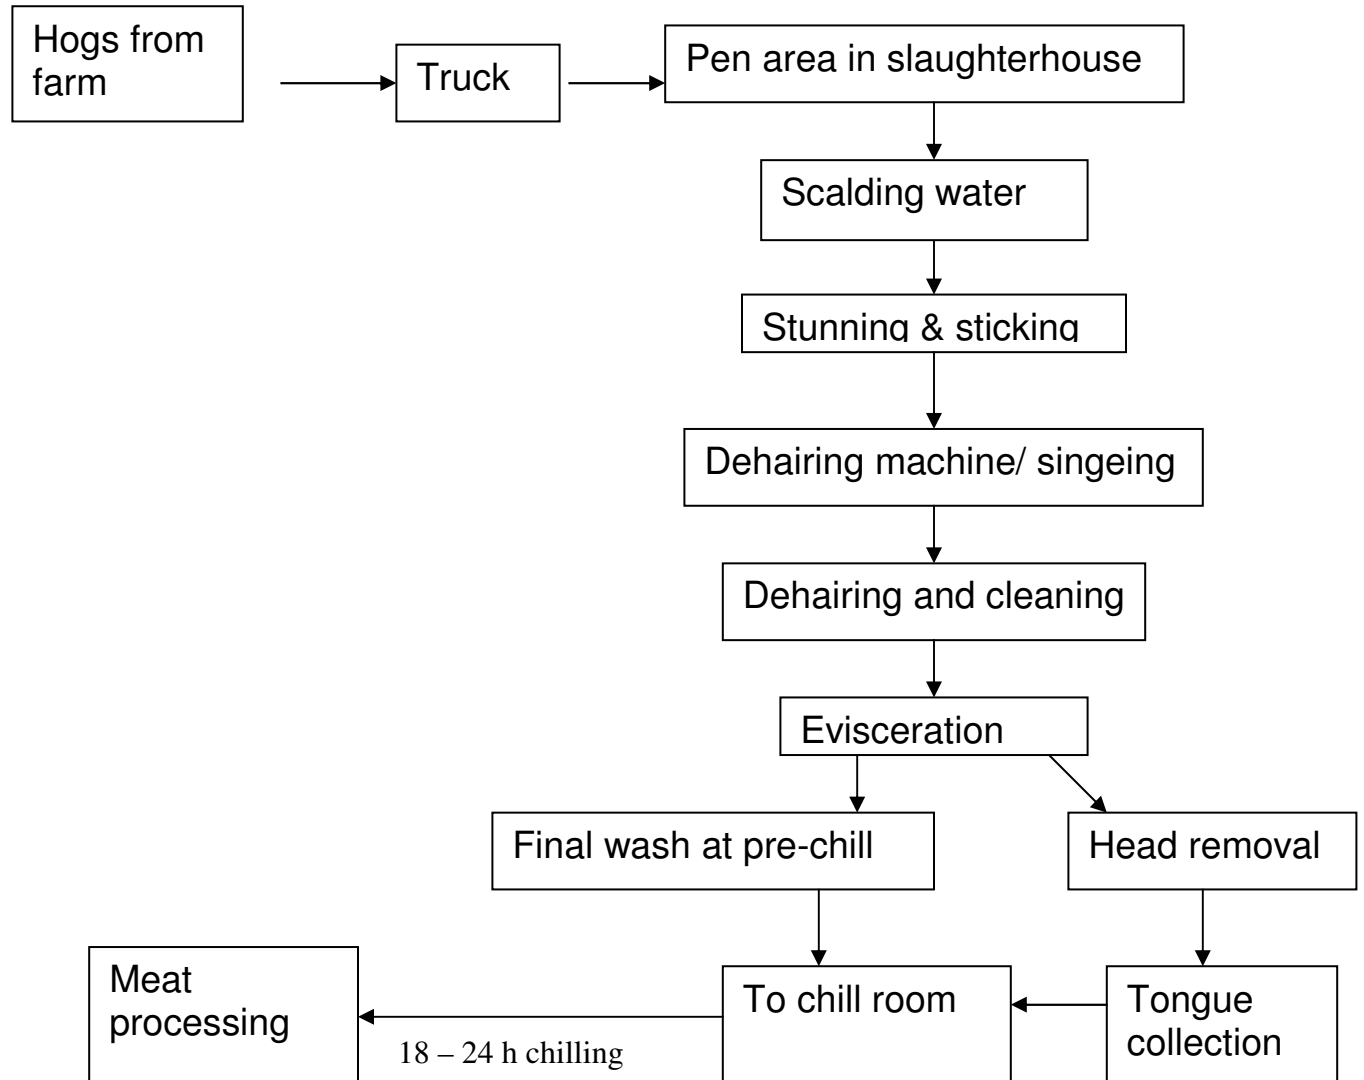 Hogs from
farm
Truck
Pen area in slaughterhouse
Scalding water
Stunning & sticking
Dehairing machine/ singeing
Dehairing and cleaning
Evisceration
Final wash at pre-chill
Head removal
Meat
processing
18 – 24 h chilling
To chill room
Tongue
collection